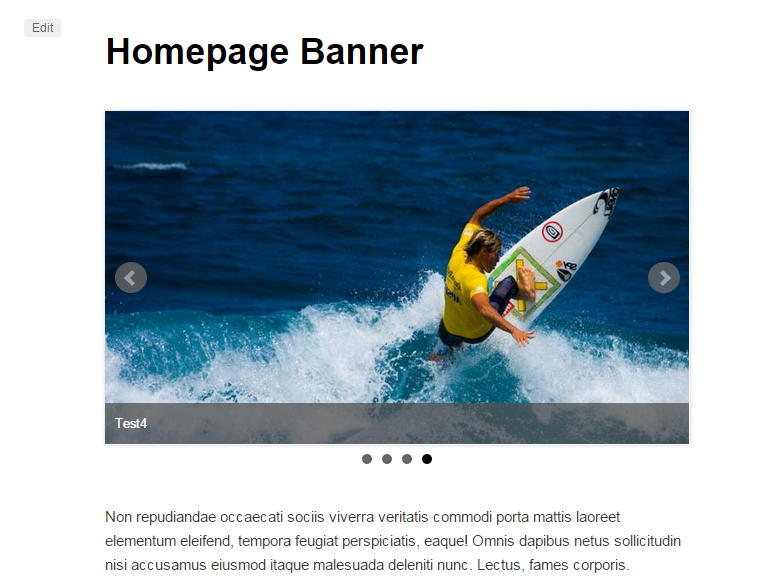 Edit
Homepage Banner
Test4
Non repudiandae occaecati sociis viverra veritatis commodi porta mattis laoreet
elementum eleifend, tempora feugiat perspiciatis, eaque! Omnis dapibus netus sollicitudin
nisi accusamus eiusmod itaque malesuada deleniti nunc. Lectus, fames corporis.